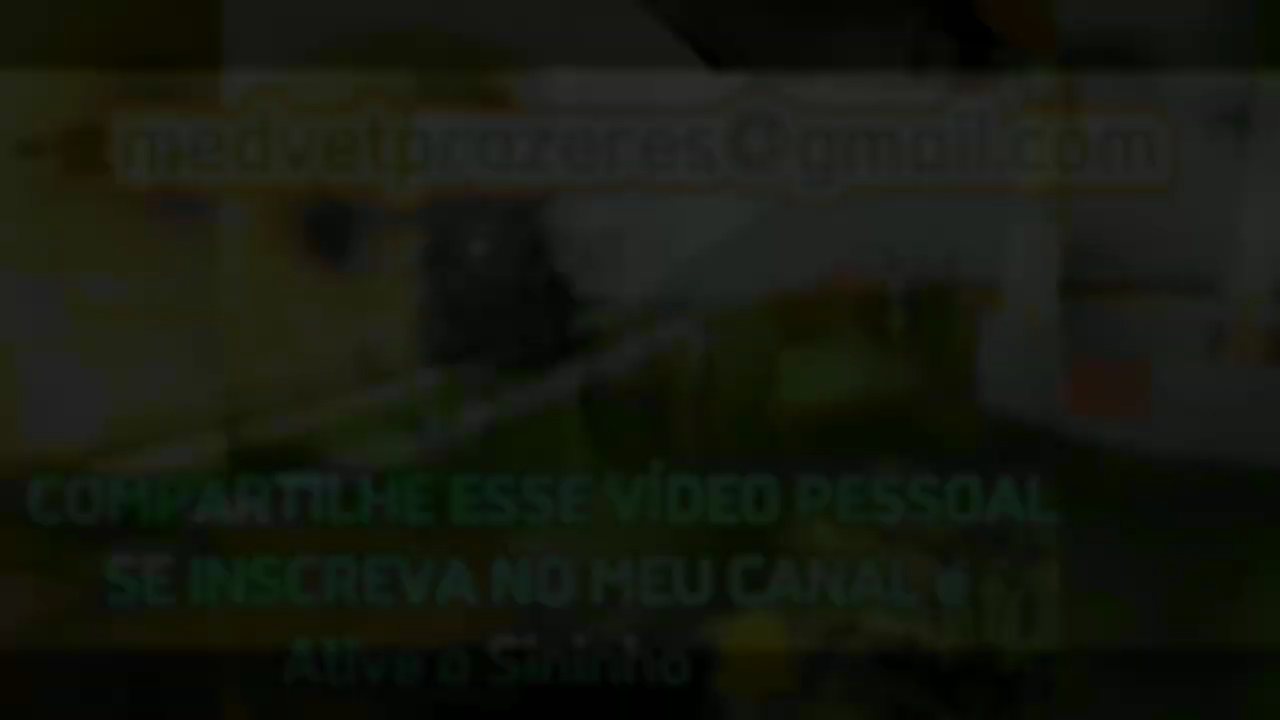 medvetprazeres@gmail.com
COMPARTILHE ESSE VÍDEO PESSOAL
SE INSCREVA NO MEU CANAL e
Ative o Sininho